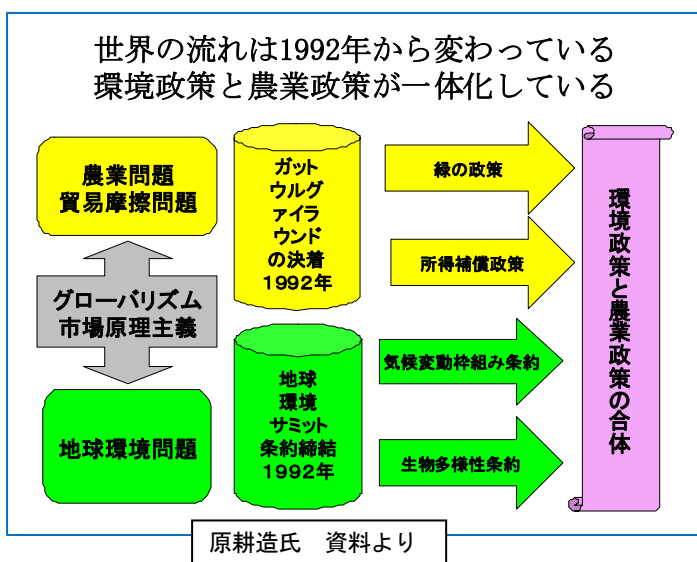 世界の流れは1992年から変わっている
環境政策と農業政策が一体化している
農業問題
貿易摩擦問題
グローバリズム
市場原理主義
地球環境問題
ガット
ウルグ
ァイラ
ウンド
の決着
1992年
地球
環境
サミット
条約締結
1992年
緑の政策
所得補償政策
気候変動枠組み条約
生物多様性条約
環境政策と農業政策の合体
原耕造氏　資料より